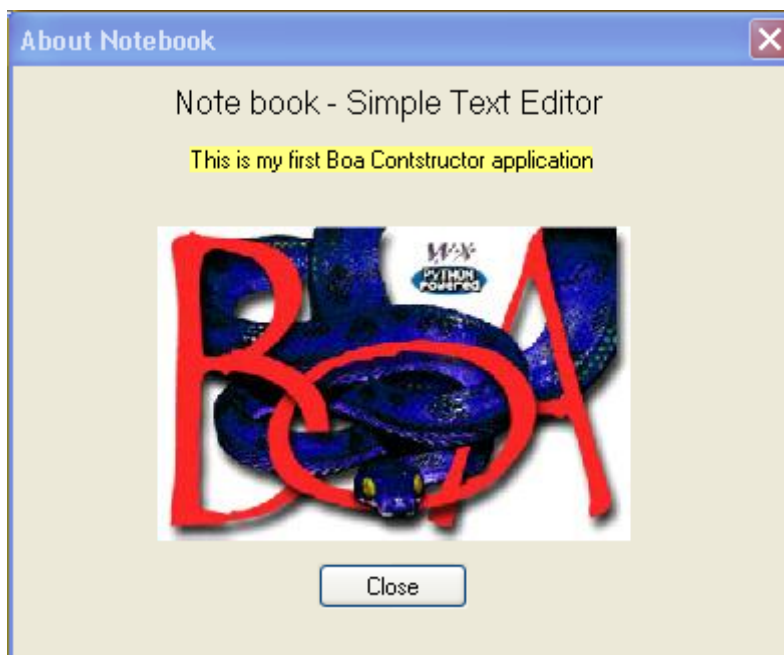 About Notebook
Note book - Simple Text Editor
This is my first Boa Contstructor application
WX
PYTHON
POWERED
BOA
Close